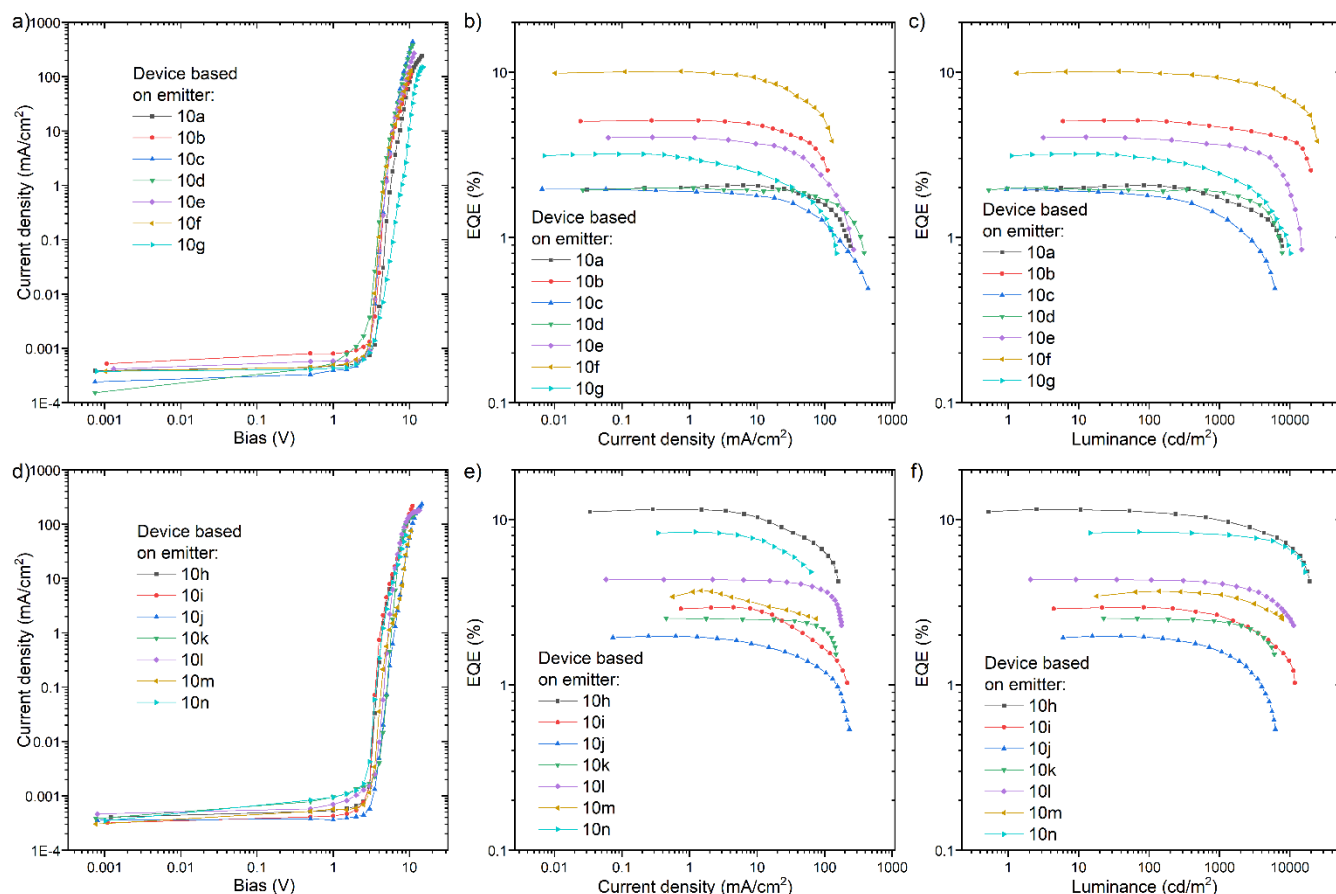 a)
1000
100
10
1
0.1
0.01
0.001
1E-4
Current density (mA/cm²)
0.001
0.01
0.1
1
10
Bias (V)
Device based
on emitter:
10a
10b
10c
10d
10e
10f
10g
b)
10
1
0.1
EQE (%)
0.01
0.1
1
10
100
1000
Current density (mA/cm²)
Device based
on emitter:
10a
10b
10c
10d
10e
10f
10g
c)
10
1
0.1
EQE (%)
1
10
100
1000
10000
Luminance (cd/m²)
Device based
on emitter:
10a
10b
10c
10d
10e
10f
10g
d)
1000
100
10
1
0.1
0.01
0.001
1E-4
Current density (mA/cm²)
0.001
0.01
0.1
1
10
Bias (V)
Device based
on emitter:
10h
10i
10j
10k
10l
10m
10n
e)
10
1
0.1
EQE (%)
0.01
0.1
1
10
100
1000
Current density (mA/cm²)
Device based
on emitter:
10h
10i
10j
10k
10l
10m
10n
f)
10
1
0.1
EQE (%)
1
10
100
1000
10000
Luminance (cd/m²)
Device based
on emitter:
10h
10i
10j
10k
10l
10m
10n